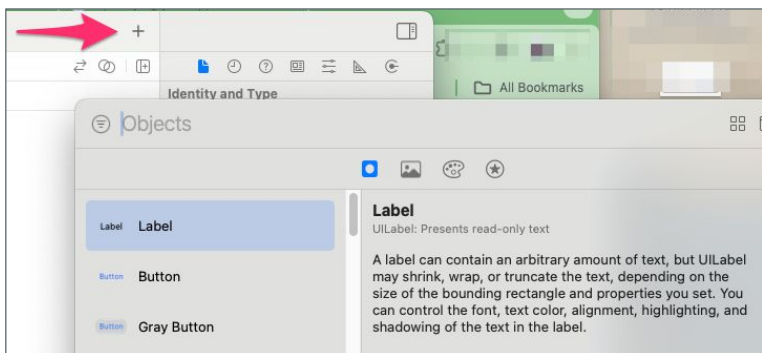 All Bookmarks
Identity and Type
Objects
Label Label
Button Button
Button Gray Button
Label
UILabel: Presents read-only text
A label can contain an arbitrary amount of text, but UILabel
may shrink, wrap, or truncate the text, depending on the
size of the bounding rectangle and properties you set. You
can control the font, text color, alignment, highlighting, and
shadowing of the text in the label.